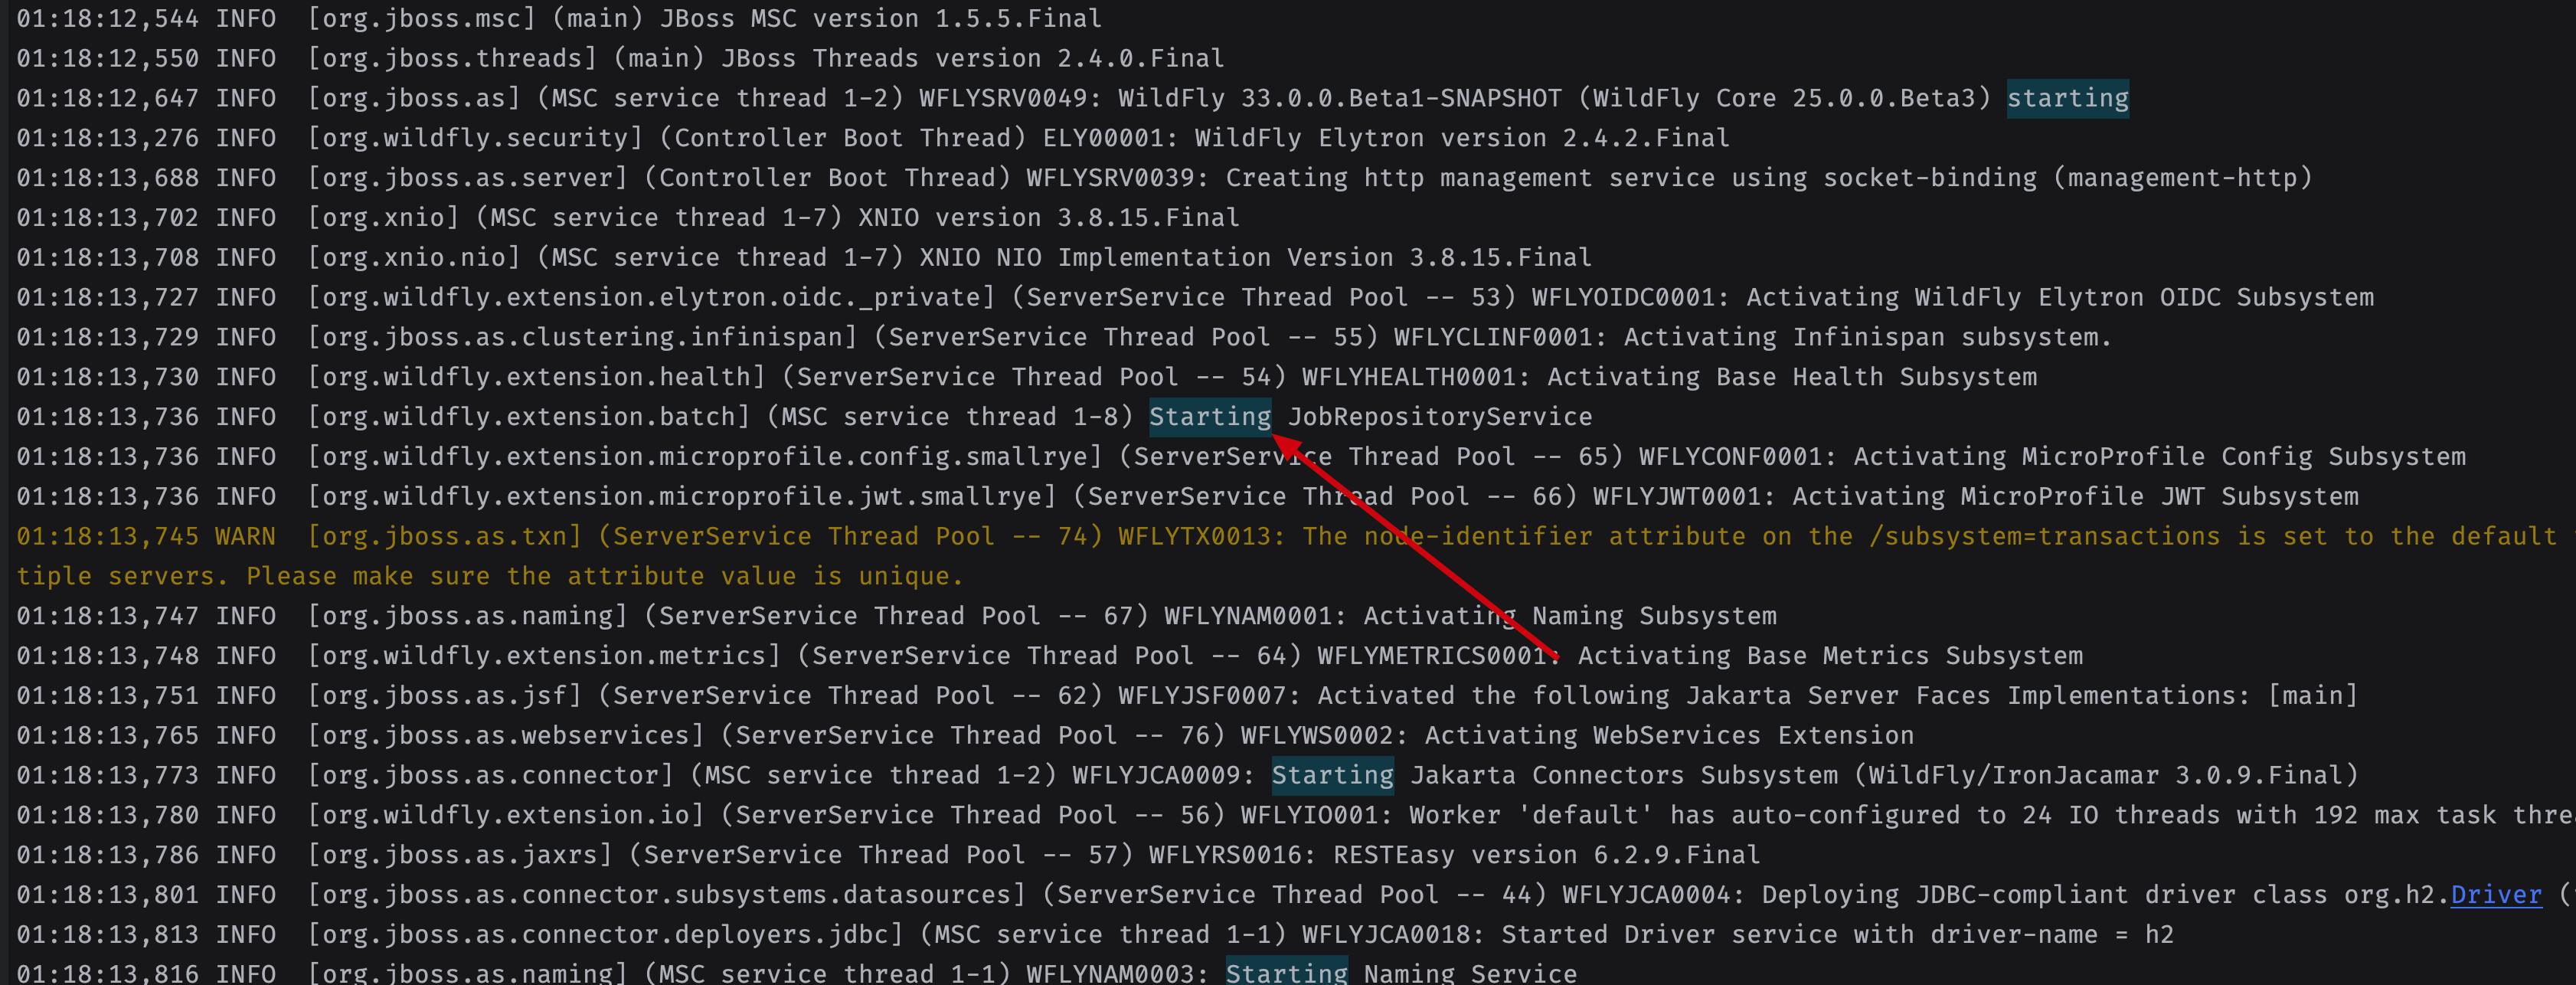 01:18:12,544 INFO  [org.jboss.msc] (main) JBoss MSC version 1.5.5.Final
01:18:12,550 INFO  [org.jboss.threads] (main) JBoss Threads version 2.4.0.Final
01:18:12,647 INFO  [org.jboss.as] (MSC service thread 1-2) WFLYSRV0049: WildFly 33.0.0.Beta1-SNAPSHOT (WildFly Core 25.0.0.Beta3) starting
01:18:13,276 INFO  [org.wildfly.security] (Controller Boot Thread) ELY00001: WildFly Elytron version 2.4.2.Final
01:18:13,688 INFO  [org.jboss.as.server] (Controller Boot Thread) WFLYSRV0039: Creating http management service using socket-binding (management-http)
01:18:13,702 INFO  [org.xnio] (MSC service thread 1-7) XNIO version 3.8.15.Final
01:18:13,708 INFO  [org.xnio.nio] (MSC service thread 1-7) XNIO NIO Implementation Version 3.8.15.Final
01:18:13,727 INFO  [org.wildfly.extension.elytron.oidc._private] (ServerService Thread Pool -- 53) WFLYOIDC0001: Activating WildFly Elytron OIDC Subsystem
01:18:13,729 INFO  [org.jboss.as.clustering.infinispan] (ServerService Thread Pool -- 55) WFLYCLINF0001: Activating Infinispan subsystem.
01:18:13,730 INFO  [org.wildfly.extension.health] (ServerService Thread Pool -- 54) WFLYHEALTH0001: Activating Base Health Subsystem
01:18:13,736 INFO  [org.wildfly.extension.batch] (MSC service thread 1-8) Starting JobRepositoryService
01:18:13,736 INFO  [org.wildfly.extension.microprofile.config.smallrye] (ServerService Thread Pool -- 65) WFLYCONF0001: Activating MicroProfile Config Subsystem
01:18:13,736 INFO  [org.wildfly.extension.microprofile.jwt.smallrye] (ServerService Thread Pool -- 66) WFLYJWT0001: Activating MicroProfile JWT Subsystem
01:18:13,745 WARN  [org.jboss.as.txn] (ServerService Thread Pool -- 74) WFLYTX0013: The node-identifier attribute on the /subsystem=transactions is set to the default
tiple servers. Please make sure the attribute value is unique.
01:18:13,747 INFO  [org.jboss.as.naming] (ServerService Thread Pool -- 67) WFLYNAM0001: Activating Naming Subsystem
01:18:13,748 INFO  [org.wildfly.extension.metrics] (ServerService Thread Pool -- 64) WFLYMETRICS0001: Activating Base Metrics Subsystem
01:18:13,751 INFO  [org.jboss.as.jsf] (ServerService Thread Pool -- 62) WFLYJSF0007: Activated the following Jakarta Server Faces Implementations: [main]
01:18:13,765 INFO  [org.jboss.as.webservices] (ServerService Thread Pool -- 76) WFLYWS0002: Activating WebServices Extension
01:18:13,773 INFO  [org.jboss.as.connector] (MSC service thread 1-2) WFLYJCA0009: Starting Jakarta Connectors Subsystem (WildFly/IronJacamar 3.0.9.Final)
01:18:13,780 INFO  [org.wildfly.extension.io] (ServerService Thread Pool -- 56) WFLYIO001: Worker 'default' has auto-configured to 24 IO threads with 192 max task thre
01:18:13,786 INFO  [org.jboss.as.jaxrs] (ServerService Thread Pool -- 57) WFLYRS0016: RESTEasy version 6.2.9.Final
01:18:13,801 INFO  [org.jboss.as.connector.subsystems.datasources] (ServerService Thread Pool -- 44) WFLYJCA0004: Deploying JDBC-compliant driver class org.h2.Driver (
01:18:13,813 INFO  [org.jboss.as.connector.deployers.jdbc] (MSC service thread 1-1) WFLYJCA0018: Started Driver service with driver-name = h2
01:18:13,816 INFO  [org.jboss.as.naming] (MSC service thread 1-1) WFLYNAM0003: Starting Naming Service